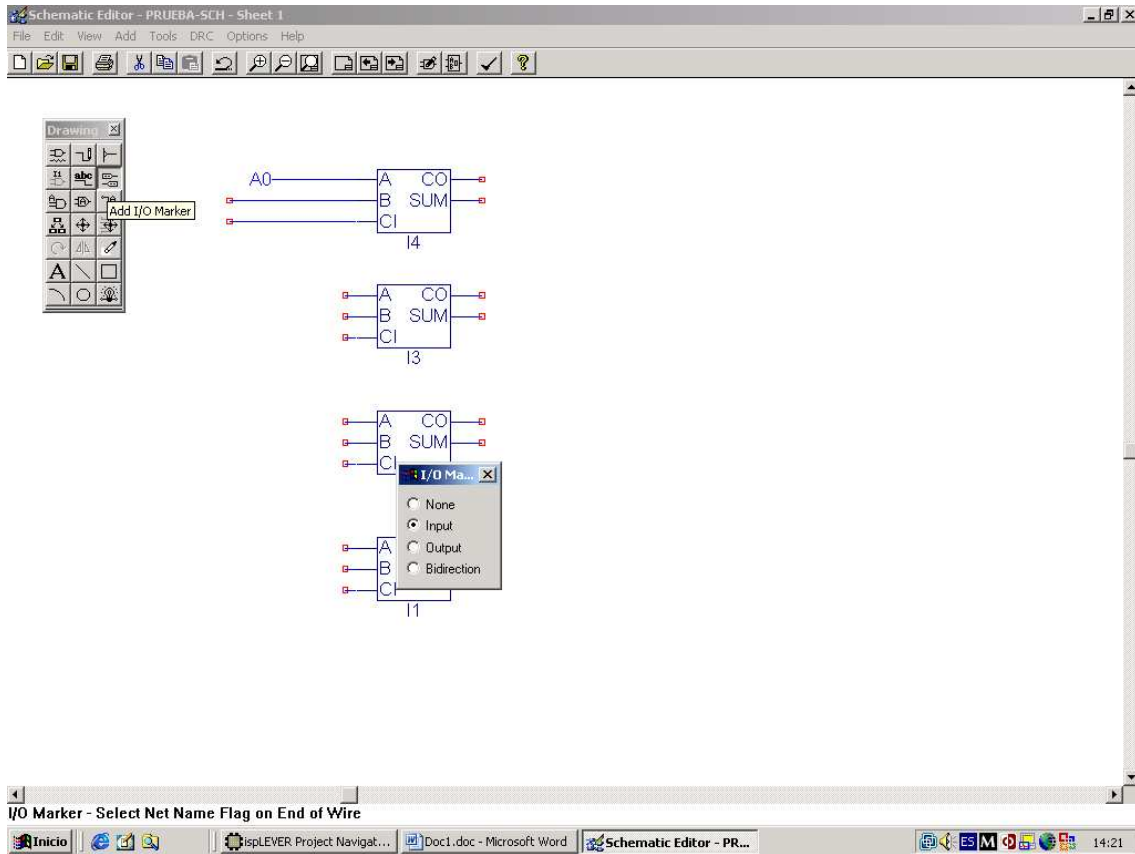 Schematic Editor - PRUEBA-SCH - Sheet 1
File Edit View Add Tools DRC Options Help
Drawing
I1
abc
Add I/O Marker
A
A0
A CO
B SUM
CI
I4
A CO
B SUM
CI
I3
A CO
B SUM
CI
I/O Ma...
None
Input
Output
Bidirection
A
B
CI
I1
I/O Marker - Select Net Name Flag on End of Wire
Inicio
ispLEVER Project Navigat...
Doc1.doc - Microsoft Word
Schematic Editor - PR...
ES
M
14:21